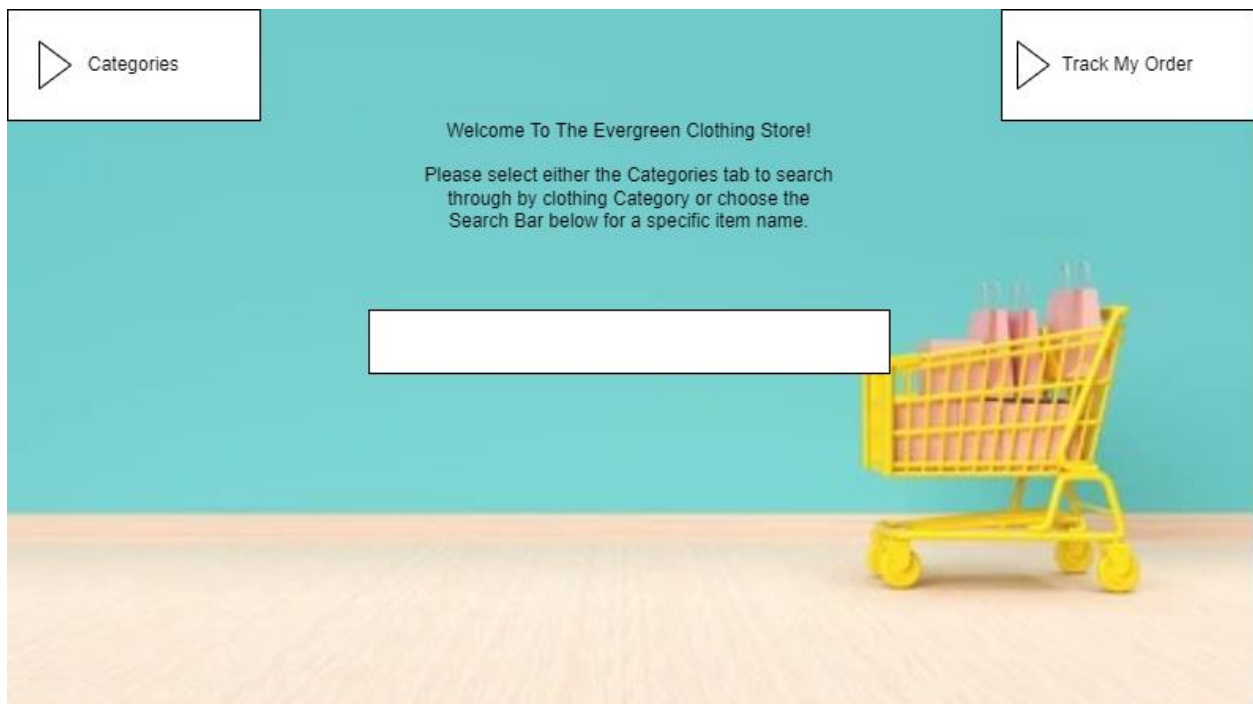 Categories
Track My Order
Welcome To The Evergreen Clothing Store!
Please select either the Categories tab to search
through by clothing Category or choose the
Search Bar below for a specific item name.